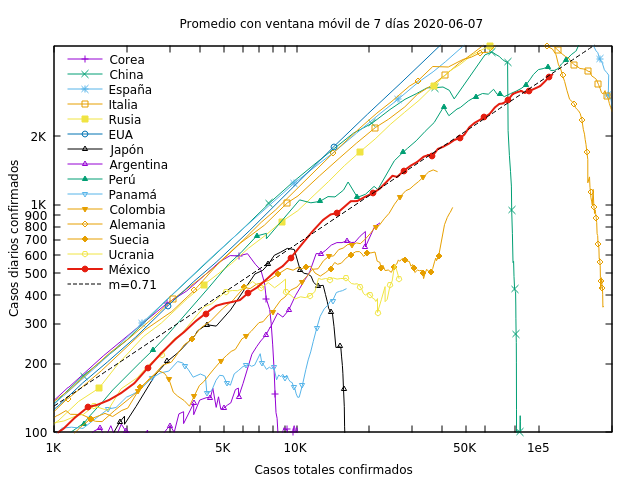 Promedio con ventana móvil de 7 días 2020-06-07
Corea
China
España
Italia
Rusia
EUA
Japón
Argentina
Perú
Panamá
Colombia
Alemania
Suecia
Ucrania
México
m=0.71
Casos diarios confirmados
2K
1K
900
800
700
600
500
400
300
200
100
1K
5K
10K
50K
1e5
Casos totales confirmados